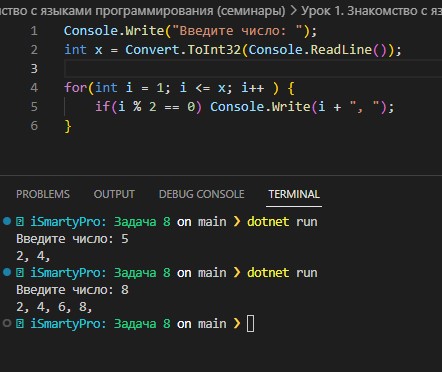 ство с языками программирования (семинары) > Урок 1. Знакомство с яз
1 Console.Write("Введите число: ");
2 int x = Convert.ToInt32(Console.ReadLine());
3
4 for(int i = 1; i <= x; i++ ) {
5 if(i % 2 == 0) Console.Write(i + ", ");
6 }
PROBLEMS OUTPUT DEBUG CONSOLE TERMINAL
iSmartyPro: Задача 8 on main ❯ dotnet run
Введите число: 5
2, 4,
iSmartyPro: Задача 8 on main ❯ dotnet run
Введите число: 8
2, 4, 6, 8,
iSmartyPro: Задача 8 on main ❯